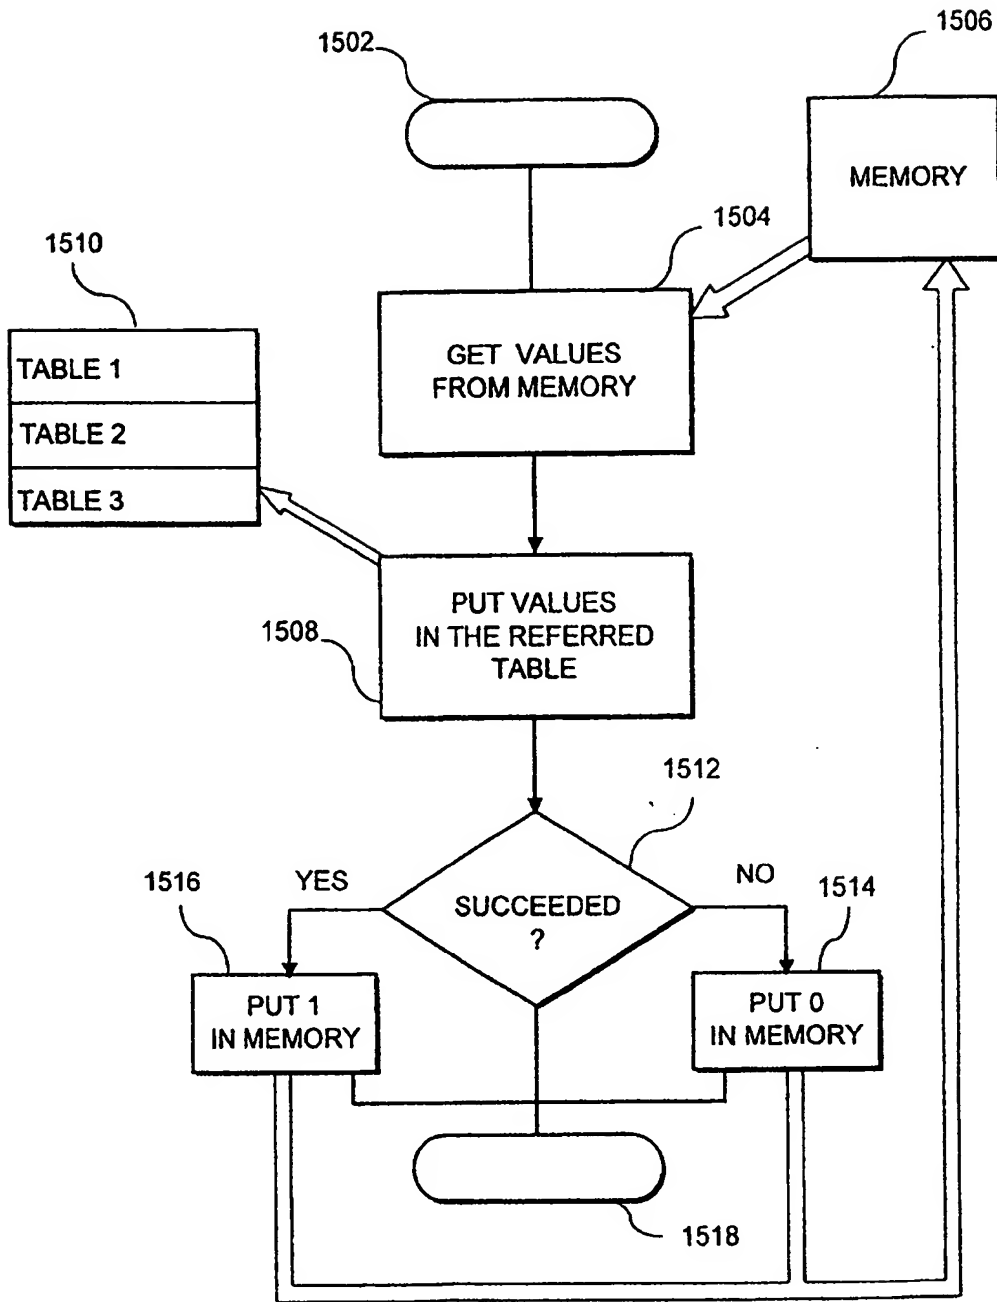 1502
1506
MEMORY
1504
1510
GET VALUES
FROM MEMORY
TABLE 1
TABLE 2
TABLE 3
PUT VALUES
IN THE REFERRED
TABLE
1508
1512
YES
NO
1516
1514
SUCCEEDED
?
PUT 1
IN MEMORY
PUT 0
IN MEMORY
1518